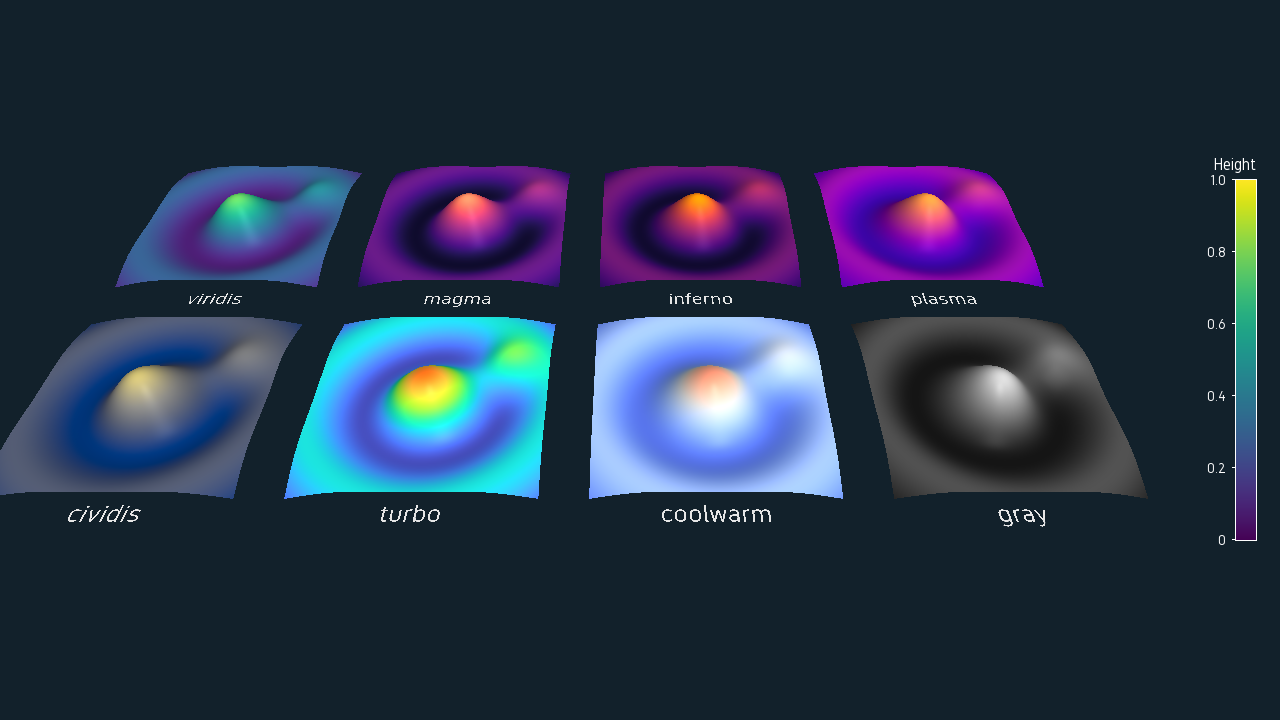 Height
1.0
0.8
0.6
0.4
0.2
0
viridis
magma
inferno
plasma
cividis
turbo
coolwarm
gray